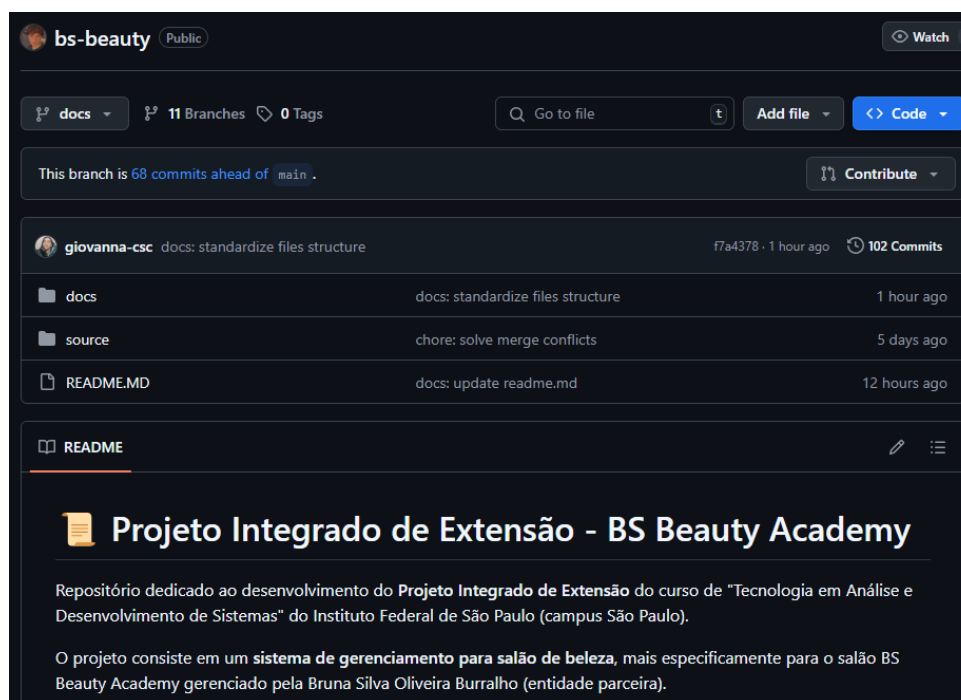 bs-beauty Public Watch
docs 11 Branches 0 Tags Go to file t Add file Code
This branch is 68 commits ahead of main . Contribute
giovanna-csc docs: standardize files structure f7a4378 · 1 hour ago 102 Commits
docs docs: standardize files structure 1 hour ago
source chore: solve merge conflicts 5 days ago
README.MD docs: update readme.md 12 hours ago
README
Projeto Integrado de Extensão - BS Beauty Academy
Repositório dedicado ao desenvolvimento do Projeto Integrado de Extensão do curso de "Tecnologia em Análise e
Desenvolvimento de Sistemas" do Instituto Federal de São Paulo (campus São Paulo).
O projeto consiste em um sistema de gerenciamento para salão de beleza, mais especificamente para o salão BS
Beauty Academy gerenciado pela Bruna Silva Oliveira Burralho (entidade parceira).